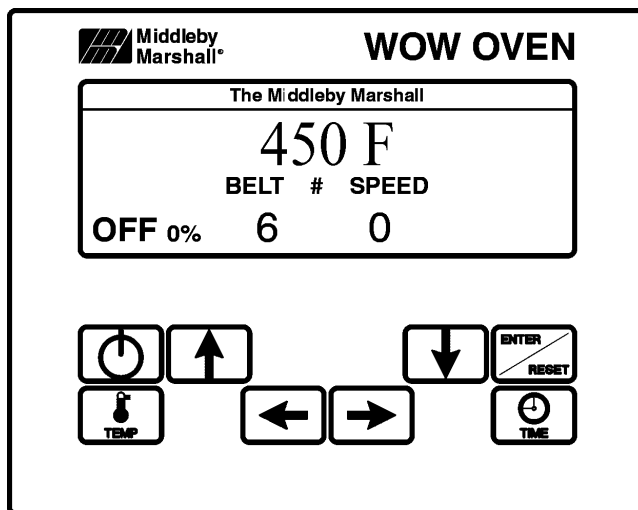 Middleby
Marshall®
WOW OVEN
The Middleby Marshall
450 F
BELT # SPEED
OFF 0% 6 0
ENTER
RESET
TEMP
TIME